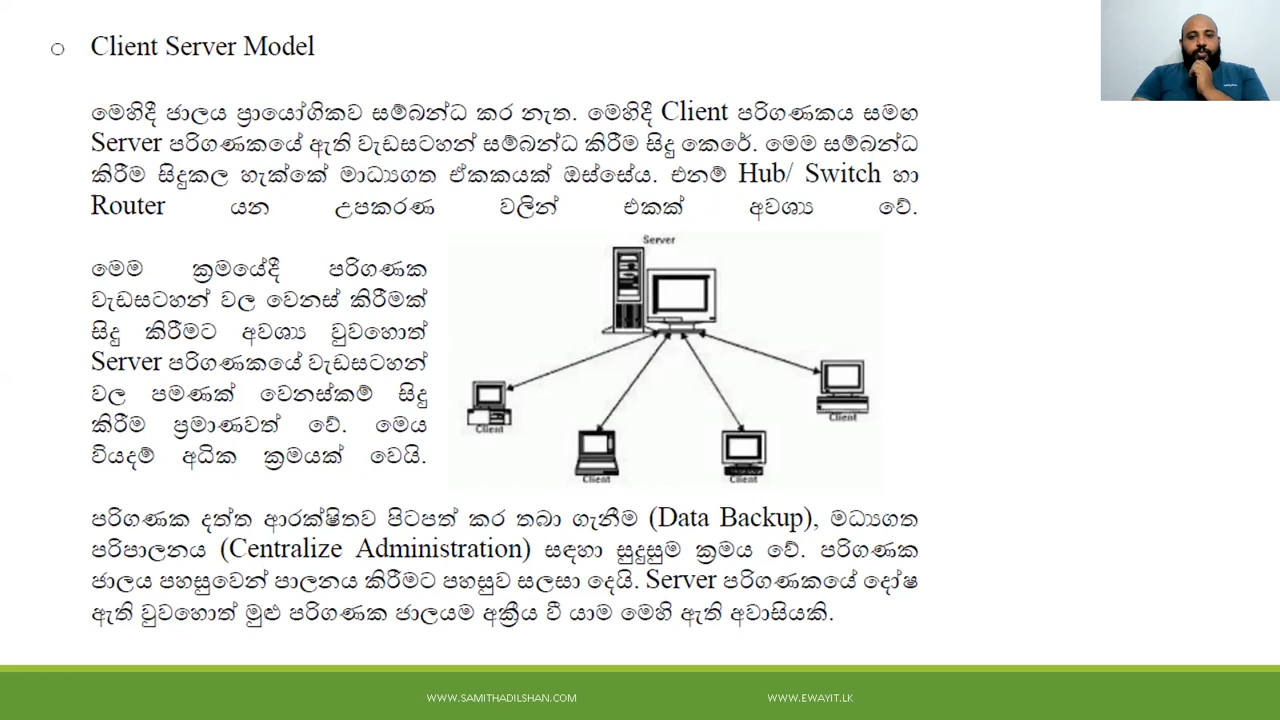 Client Server Model
මෙහිදී ජාලය ප්‍රායෝගිකව සම්බන්ධ කර නැත. මෙහිදී Client පරිගණකය සමඟ
Server පරිගණකයේ ඇති වැඩසටහන් සම්බන්ධ කිරීම සිදු කෙරේ. මෙම සම්බන්ධ
කිරීම සිදුකල හැක්කේ මාධ්‍යගත ඒකකයක් ඔස්සේය. එනම් Hub/ Switch හා
Router යන උපකරණ වලින් එකක් අවශ්‍ය වේ.
මෙම ක්‍රමයේදී පරිගණක
වැඩසටහන් වල වෙනස් කිරීමක්
සිදු කිරීමට අවශ්‍ය වුවහොත්
Server පරිගණකයේ වැඩසටහන්
වල පමණක් වෙනස්කම් සිදු
කිරීම ප්‍රමාණවත් වේ. මෙය
වියදම් අධික ක්‍රමයක් වෙයි.
Server
Client
Client
Client
Client
පරිගණක දත්ත ආරක්ෂිතව පිටපත් කර තබා ගැනීම (Data Backup), මධ්‍යගත
පරිපාලනය (Centralize Administration) සඳහා සුදුසුම ක්‍රමය වේ. පරිගණක
ජාලය පහසුවෙන් පාලනය කිරීමට පහසුව සලසා දෙයි. Server පරිගණකයේ දෝෂ
ඇති වුවහොත් මුළු පරිගණක ජාලයම අක්‍රීය වී යාම මෙහි ඇති අවාසියකි.
WWW.SAMITHADILSHAN.COM
WWW.EWAYIT.LK